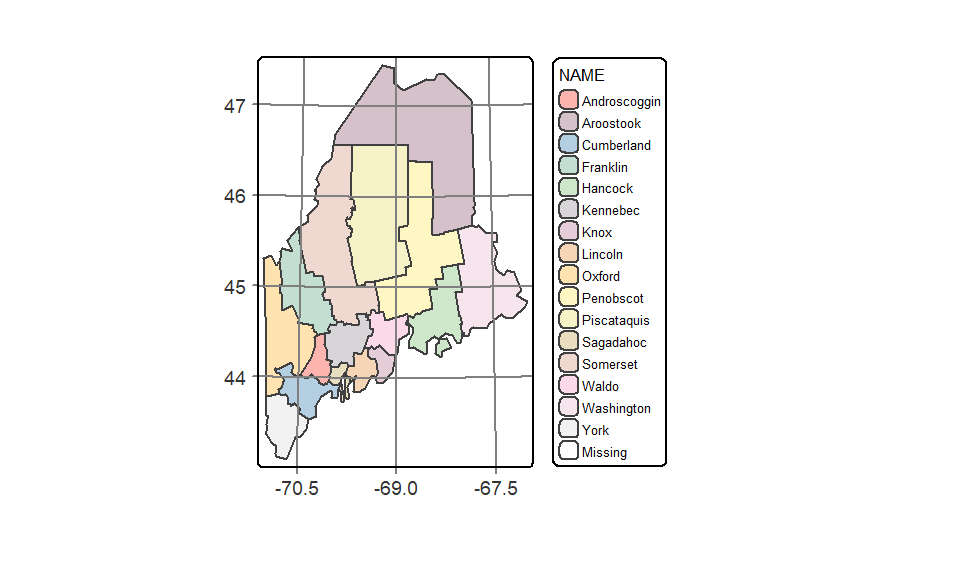 47
46
45
44
-70.5
-69.0
-67.5
NAME
Androscoggin
Aroostook
Cumberland
Franklin
Hancock
Kennebec
Knox
Lincoln
Oxford
Penobscot
Piscataquis
Sagadahoc
Somerset
Waldo
Washington
York
Missing